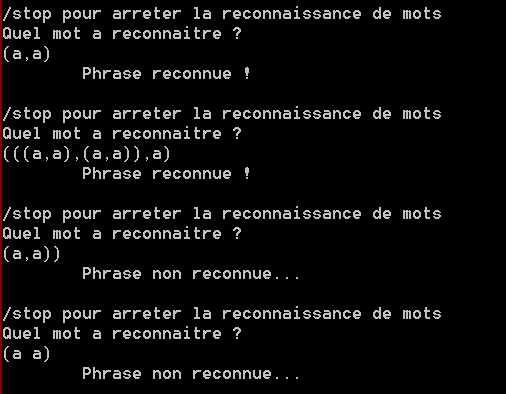 /stop pour arreter la reconnaissance de mots
Quel mot a reconnaitre ?
(a,a)
Phrase reconnue !
/stop pour arreter la reconnaissance de mots
Quel mot a reconnaitre ?
(((a,a),(a,a)),a)
Phrase reconnue !
/stop pour arreter la reconnaissance de mots
Quel mot a reconnaitre ?
(a,a))
Phrase non reconnue...
/stop pour arreter la reconnaissance de mots
Quel mot a reconnaitre ?
(a a)
Phrase non reconnue...